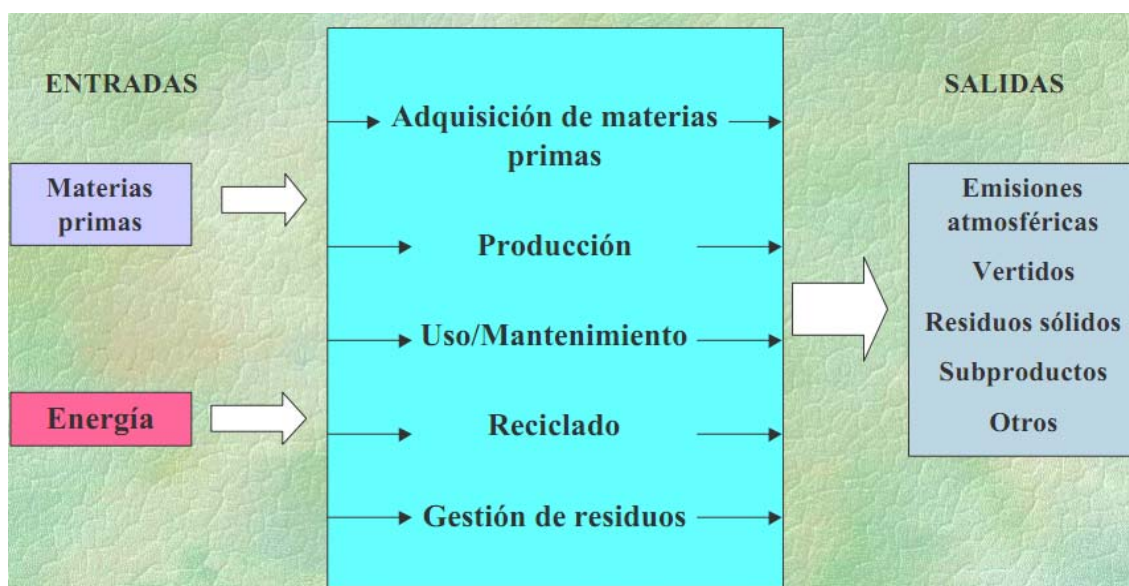 ENTRADAS
Materias
primas
Energía
Adquisición de materias
primas
Producción
Uso/Mantenimiento
Reciclado
Gestión de residuos
SALIDAS
Emisiones
atmosféricas
Vertidos
Residuos sólidos
Subproductos
Otros